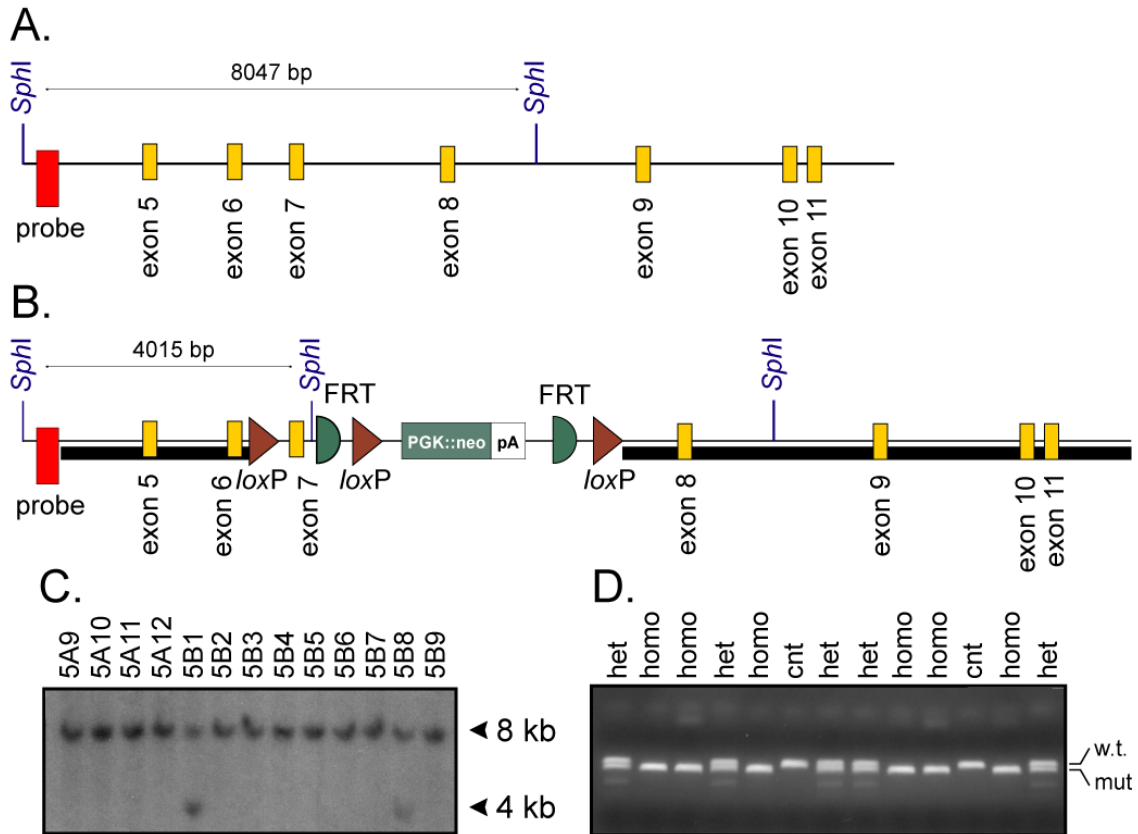 A.
SphI
8047 bp
SphI
probe
exon 5
exon 6
exon 7
exon 8
exon 9
exon 10
exon 11
B.
SphI
4015 bp
SphI
FRT
FRT
SphI
PGK::neo
pA
loxP
loxP
loxP
probe
exon 5
exon 6
exon 7
exon 8
exon 9
exon 10
exon 11
C.
5A9
5A10
5A11
5A12
5B1
5B2
5B3
5B4
5B5
5B6
5B7
5B8
5B9
8 kb
4 kb
D.
het
homo
homo
het
homo
cnt
het
het
homo
homo
cnt
homo
het
w.t.
mut